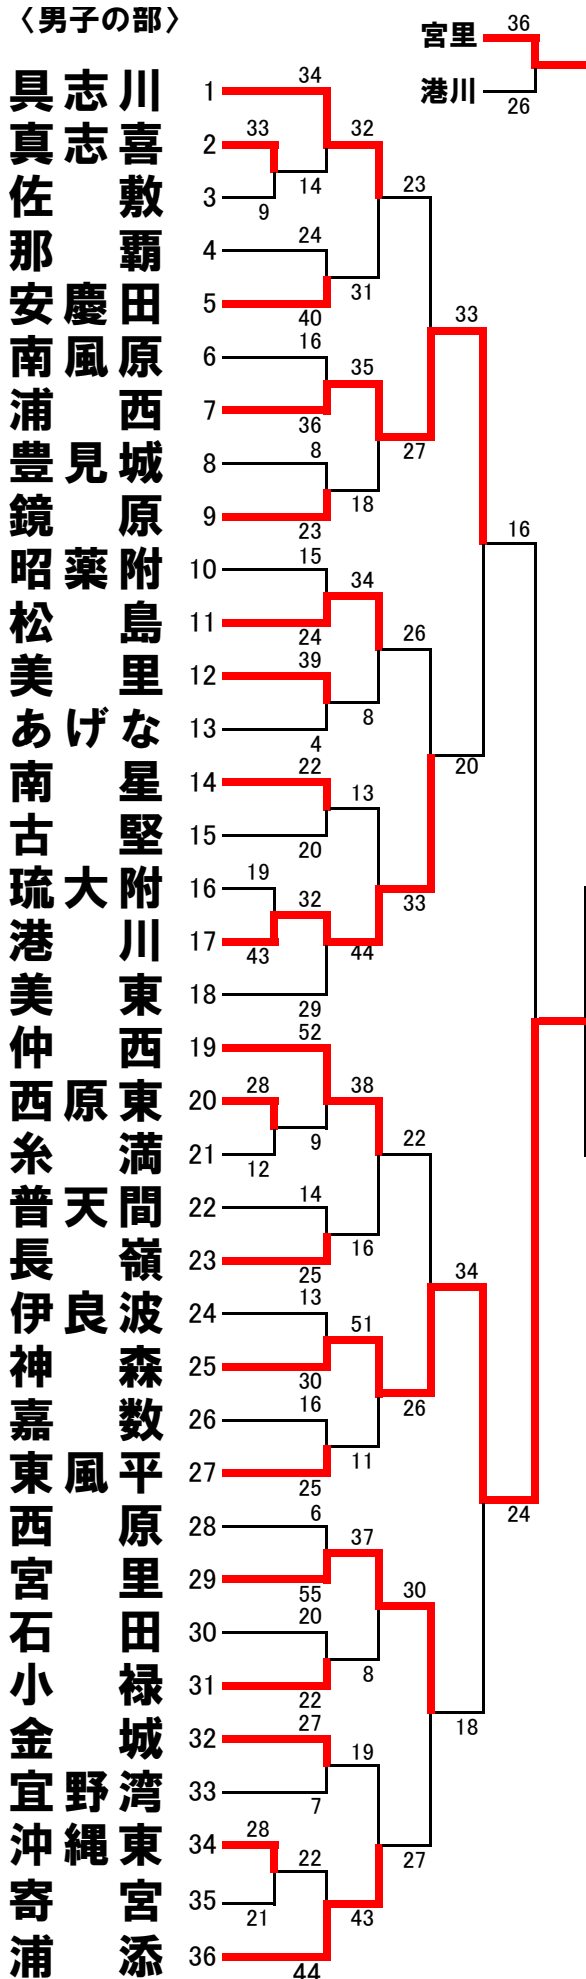 〈男子の部〉
宮里 36
港川 26
具志川 1
真志喜 2
佐敷 3
那覇 4
安慶田 5
南風原 6
浦西 7
豊見城 8
鏡原 9
昭薬附 10
松島 11
美里 12
あげな 13
南星 14
古堅 15
琉大附 16
港川 17
美東 18
仲西 19
西原東 20
糸満 21
普天間 22
長嶺 23
伊良波 24
神森 25
嘉数 26
東風平 27
西原 28
宮里 29
石田 30
小禄 31
金城 32
宜野湾 33
沖縄東 34
寄宮 35
浦添 36
34
33
32
14
9
23
24
31
40
33
16
35
36
27
8
18
23
16
15
34
24
26
39
8
4
20
22
13
20
19
32
33
43
44
29
52
28
38
9
22
12
14
16
25
34
13
51
30
26
16
11
25
24
6
37
55
30
20
8
22
18
27
19
7
28
22
27
21
43
44